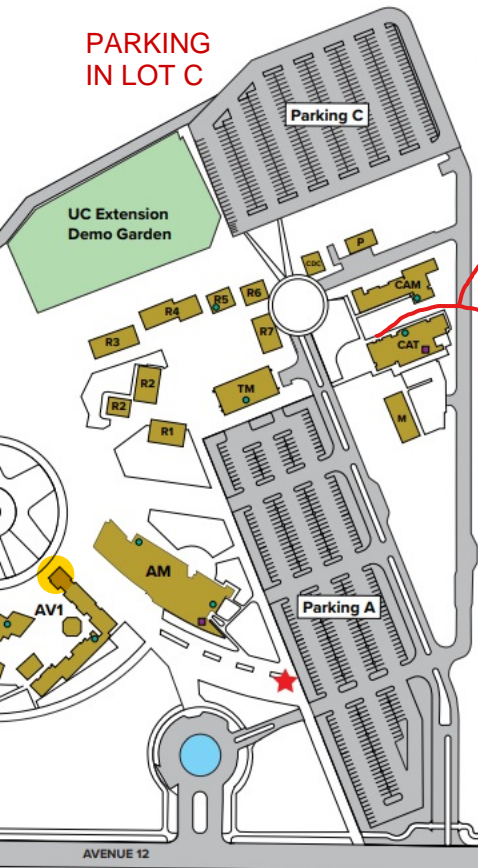 PARKING
IN LOT C
Parking C
UC Extension
Demo Garden
P
CDC
CAM
R6
R5
R4
R7
R3
CAT
R2
TM
R2
M
R1
AM
Parking A
AV1
AVENUE 12